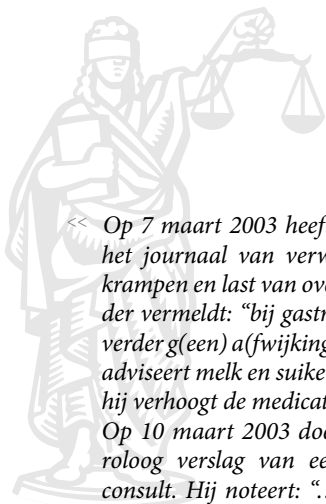 << Op 7 maart 2003 heef
het journaal van verw
krampen en last van ove
der vermeldt: “bij gastr
verder g(een) a(fwijking
adviseert melk en suike
hij verhoogt de medicat
Op 10 maart 2003 doe
roloog verslag van ee
consult. Hij noteert: “..